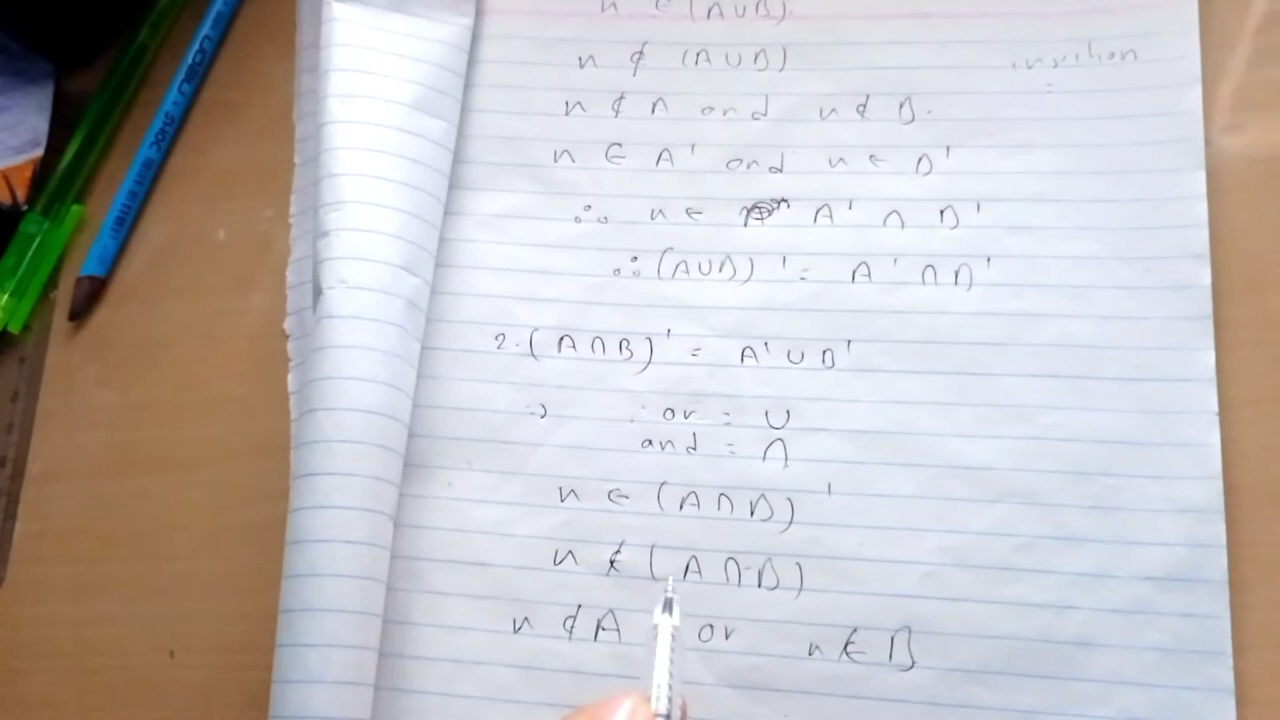 n ∈ (A∪B)'
n ∉ (A∪B)
n ∉ A and n ∉ B.
n ∈ A' and n ∈ B'
∴ n ∈ A' ∩ B'
∴ (A∪B)' = A' ∩ B'
2. (A∩B)' = A' ∪ B'
⇒ or = ∪
and = ∩
n ∈ (A∩B)'
n ∉ (A∩B)
n ∉ A or n ∉ B